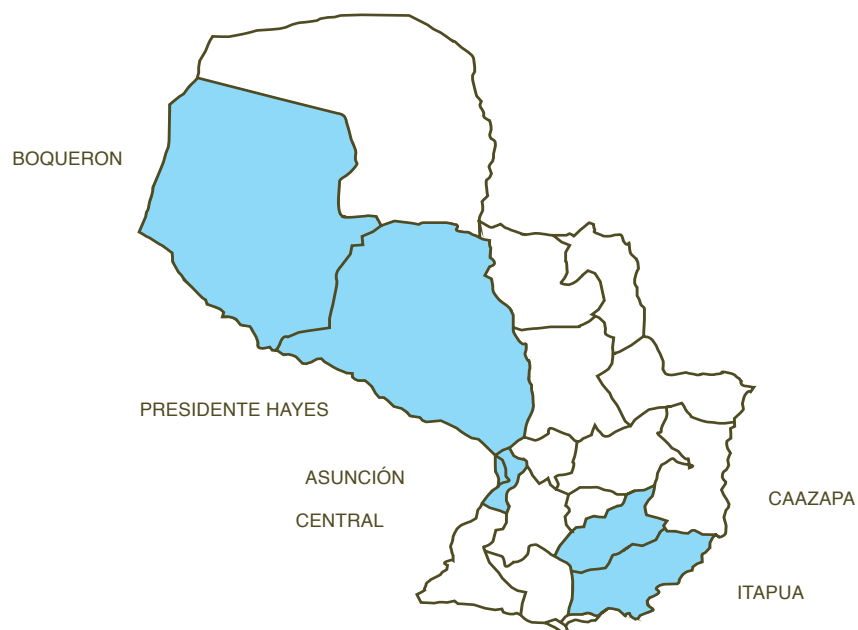 BOQUERON
PRESIDENTE HAYES
ASUNCIÓN
CENTRAL
CAAZAPA
ITAPUA